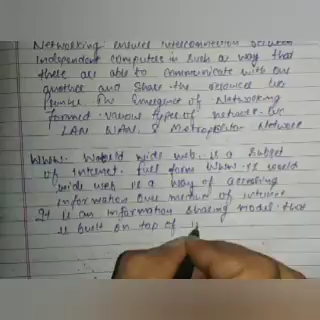 Networking ensures interconnection between
independent computers in such a way that
these are able to communicate with one
another and share the resources
The Emergence of Networking
formed various types of network
LAN WAN & Metropolitan Network
WWW. World wide web. is a subset
of internet. full form WWW. is world
wide web is a way of accessing
information over medium of internet
It is an information sharing model. that
is built on top of